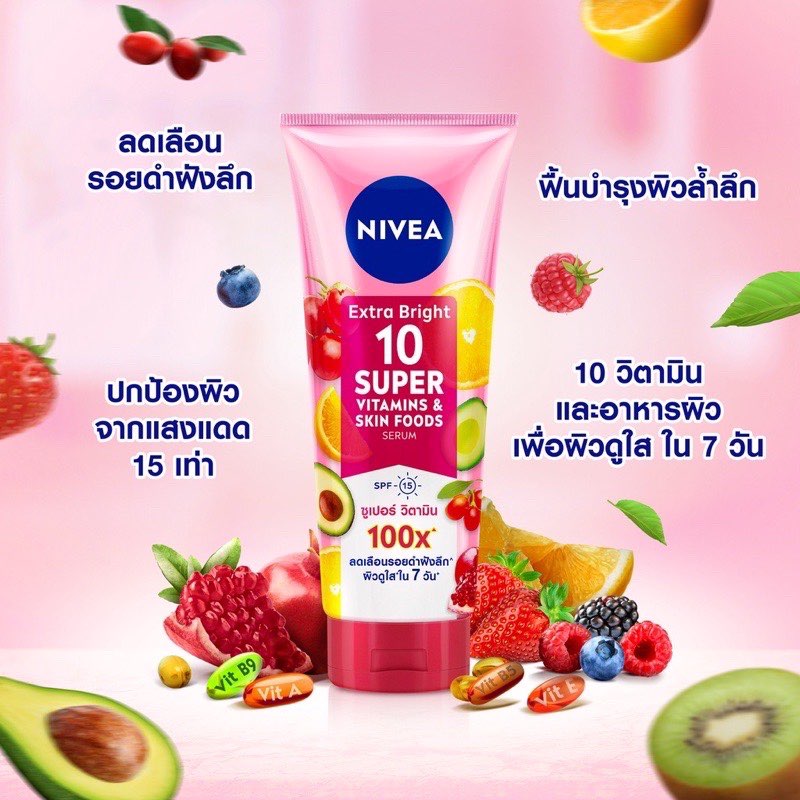 ลดเลือน
รอยดำฝังลึก
ฟื้นบำรุงผิวล้ำลึก
NIVEA
Extra Bright
10
SUPER
VITAMINS &
SKIN FOODS
SERUM
ปกป้องผิว
จากแสงแดด
15 เท่า
10 วิตามิน
และอาหารผิว
เพื่อผิวดูใส ใน 7 วัน
SPF 15
ซูเปอร์ วิตามิน
100x*
ลดเลือนรอยดำฝังลึก^
ผิวดูใส*ใน 7 วัน*
Vit B9
Vit A
Vit B5
Vit E